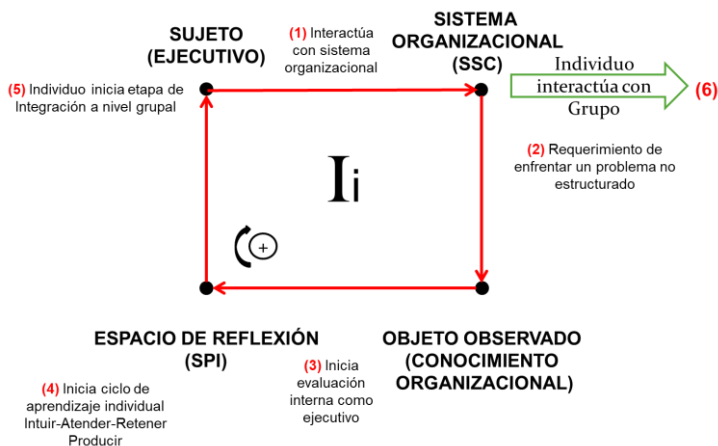 SUJETO
(EJECUTIVO)
(1) Interactúa
con sistema
organizacional
SISTEMA
ORGANIZACIONAL
(SSC)
Individuo
interactúa con
Grupo
(6)
(5) Individuo inicia etapa de
Integración a nivel grupal
(2) Requerimiento de
enfrentar un problema no
estructurado
Ii
+
ESPACIO DE REFLEXIÓN
(SPI)
OBJETO OBSERVADO
(CONOCIMIENTO
ORGANIZACIONAL)
(3) Inicia
evaluación
interna como
ejecutivo
(4) Inicia ciclo de
aprendizaje individual
Intuir-Atender-Retener
Producir